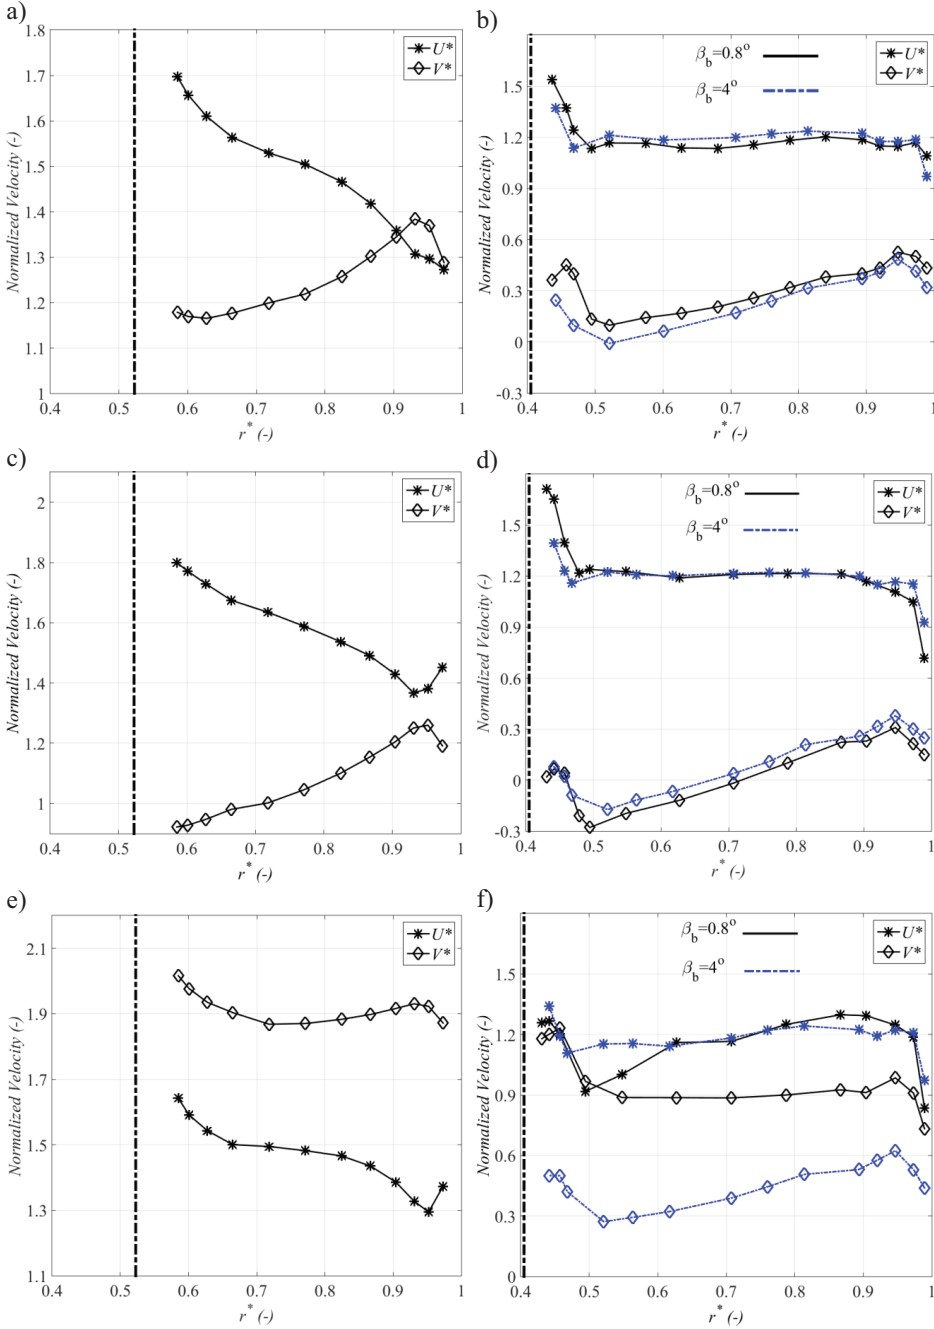 a)
1.8
1.7
1.6
1.5
1.4
1.3
1.2
1.1
1
0.4
0.5
0.6
0.7
0.8
0.9
1
Normalized Velocity (-)
r* (-)
U*
V*
b)
1.5
1.2
0.9
0.6
0.3
0
-0.3
0.4
0.5
0.6
0.7
0.8
0.9
1
Normalized Velocity (-)
r* (-)
βb=0.8°
βb=4°
U*
V*
c)
2
1.8
1.6
1.4
1.2
1
0.4
0.5
0.6
0.7
0.8
0.9
1
Normalized Velocity (-)
r* (-)
U*
V*
d)
1.5
1.2
0.9
0.6
0.3
0
-0.3
0.4
0.5
0.6
0.7
0.8
0.9
1
Normalized Velocity (-)
r* (-)
βb=0.8°
βb=4°
U*
V*
e)
2.1
1.9
1.7
1.5
1.3
1.1
0.4
0.5
0.6
0.7
0.8
0.9
1
Normalized Velocity (-)
r* (-)
U*
V*
f)
1.5
1.2
0.9
0.6
0.3
0
0.4
0.5
0.6
0.7
0.8
0.9
1
Normalized Velocity (-)
r* (-)
βb=0.8°
βb=4°
U*
V*